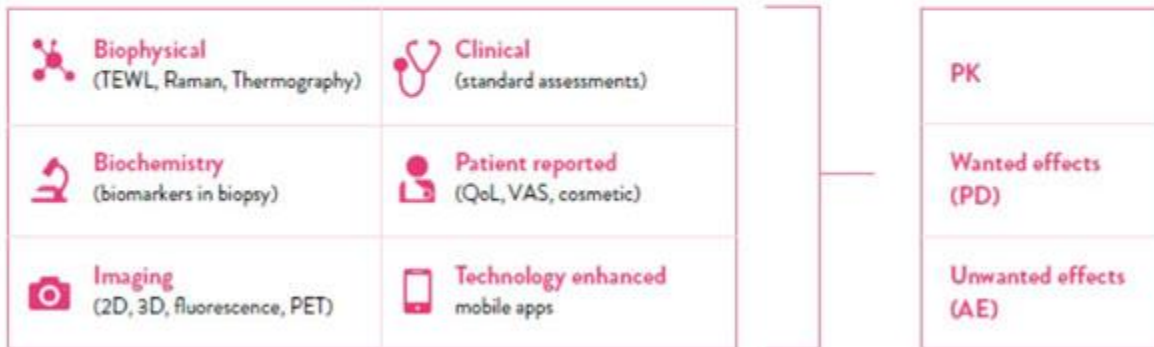 Biophysical
(TEWL, Raman, Thermography)
Clinical
(standard assessments)
Biochemistry
(biomarkers in biopsy)
Patient reported
(QoL, VAS, cosmetic)
Imaging
(2D, 3D, fluorescence, PET)
Technology enhanced
mobile apps
PK
Wanted effects
(PD)
Unwanted effects
(AE)